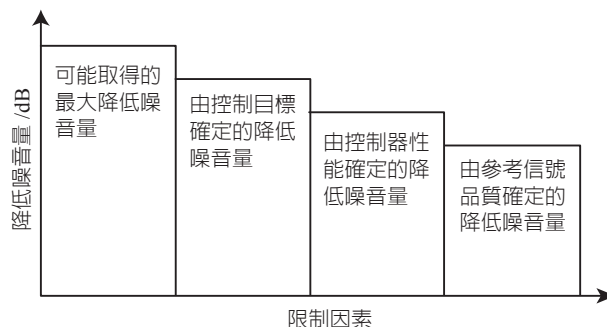 降低噪音量 /dB
可能取得的
最大降低噪
音量
由控制目標
確定的降低
噪音量
由控制器性
能確定的降
低噪音量
由參考信號
品質確定的
降低噪音量
限制因素